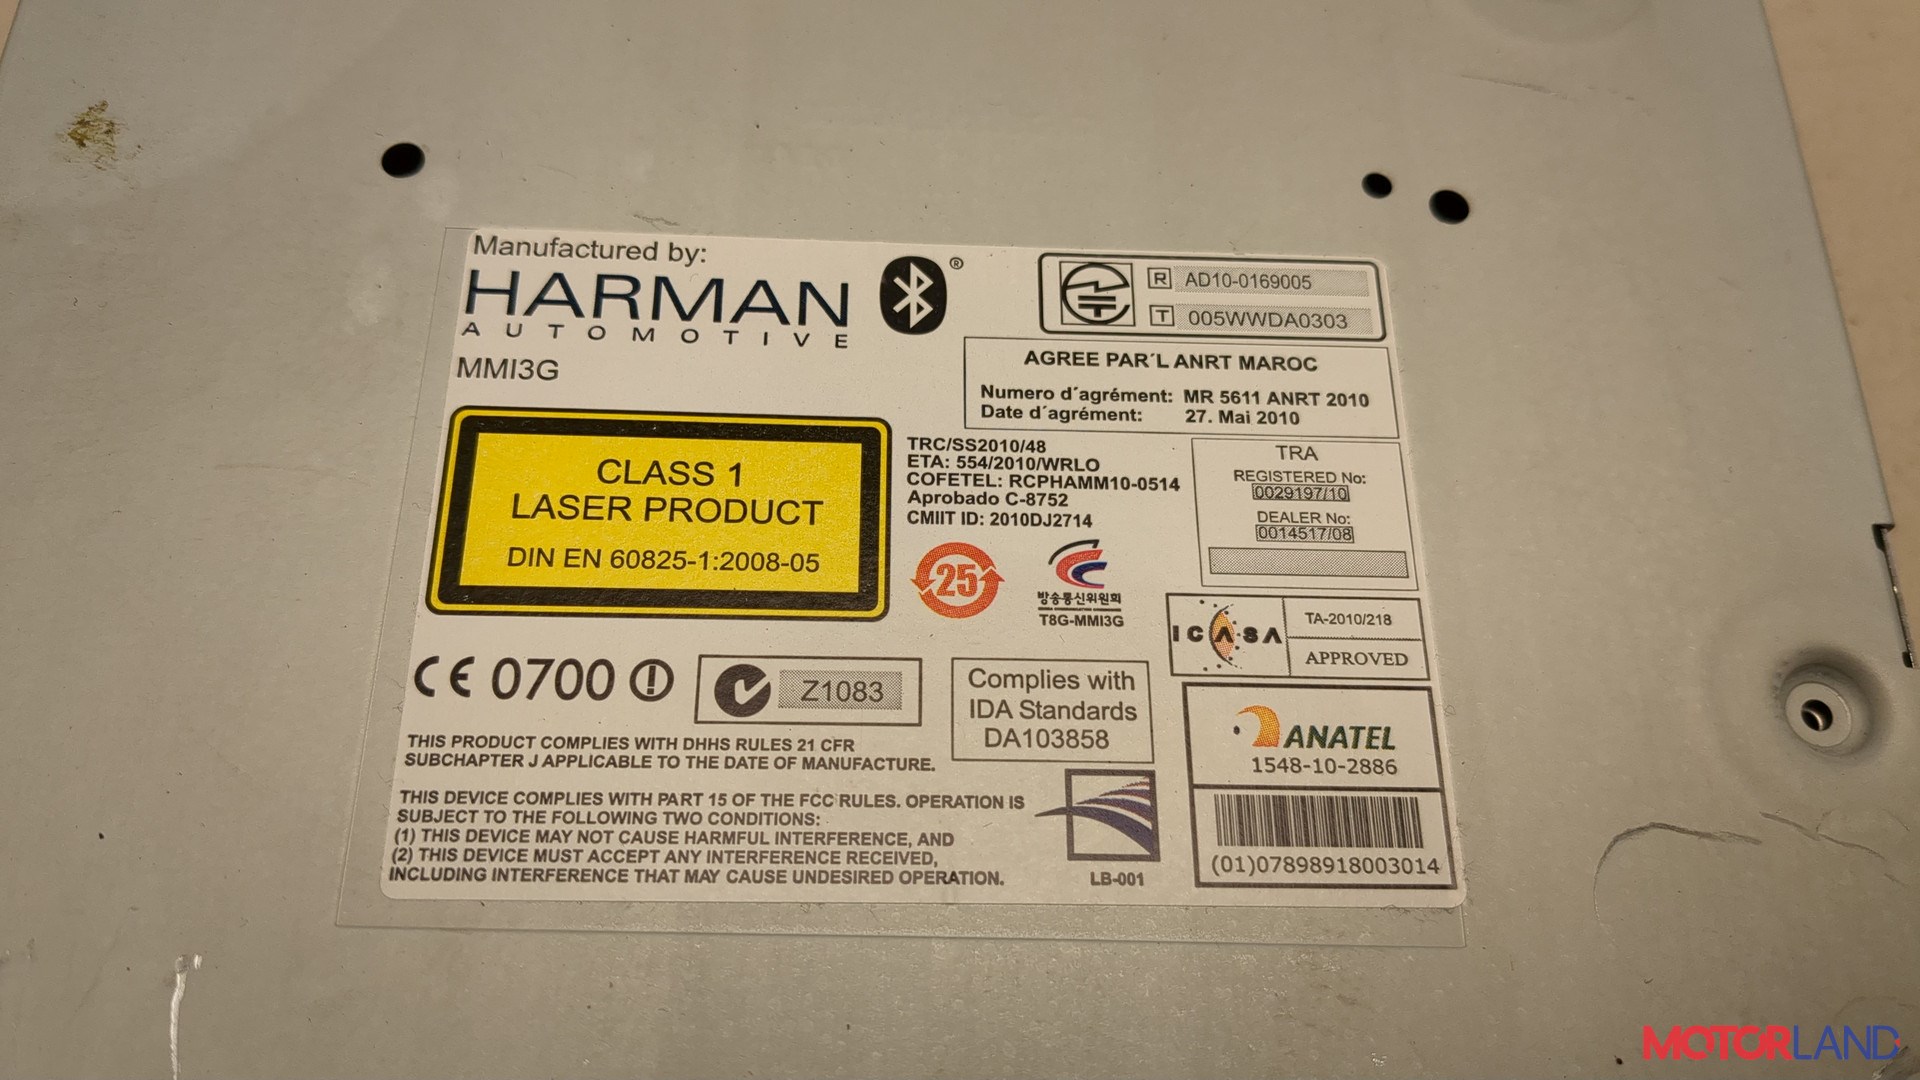 Manufactured by:
HARMAN
AUTOMOTIVE
®
MMI3G
R AD10-0169005
T 005WWDA0303
AGREE PAR´L ANRT MAROC
Numero d´agrément: MR 5611 ANRT 2010
Date d´agrément: 27. Mai 2010
CLASS 1
LASER PRODUCT
DIN EN 60825-1:2008-05
TRC/SS2010/48
ETA: 554/2010/WRLO
COFETEL: RCPHAMM10-0514
Aprobado C-8752
CMIIT ID: 2010DJ2714
TRA
REGISTERED No:
0029197/10
DEALER No:
0014517/08
25
방송통신위원회
T8G-MMI3G
ICASA
TA-2010/218
APPROVED
CE 0700
Z1083
Complies with
IDA Standards
DA103858
ANATEL
1548-10-2886
(01)07898918003014
THIS PRODUCT COMPLIES WITH DHHS RULES 21 CFR
SUBCHAPTER J APPLICABLE TO THE DATE OF MANUFACTURE.
THIS DEVICE COMPLIES WITH PART 15 OF THE FCC RULES. OPERATION IS
SUBJECT TO THE FOLLOWING TWO CONDITIONS:
(1) THIS DEVICE MAY NOT CAUSE HARMFUL INTERFERENCE, AND
(2) THIS DEVICE MUST ACCEPT ANY INTERFERENCE RECEIVED,
INCLUDING INTERFERENCE THAT MAY CAUSE UNDESIRED OPERATION.
LB-001
MOTORLAND